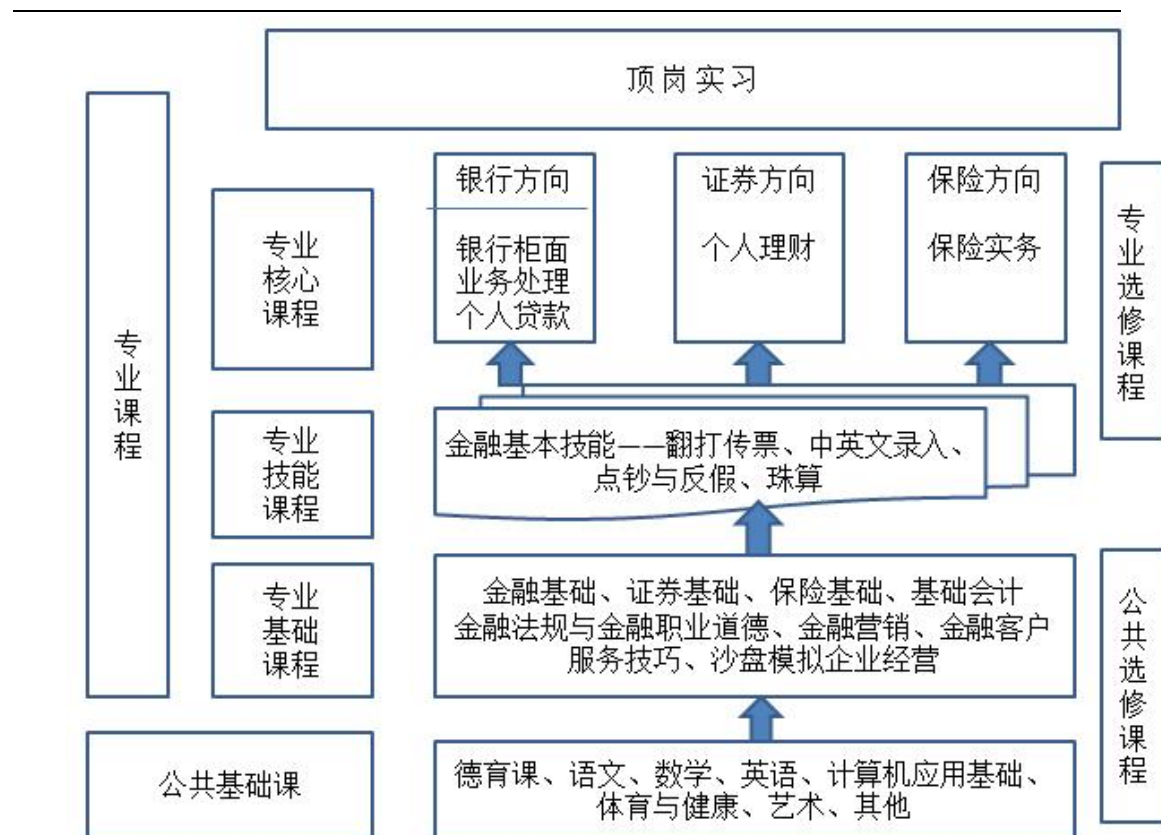 顶岗实习
专业课程
专业
核心
课程
银行方向
银行柜面
业务处理
个人贷款
证券方向
个人理财
保险方向
保险实务
专业选修课程
专业
技能
课程
金融基本技能——翻打传票、中英文录入、
点钞与反假、珠算
专业
基础
课程
金融基础、证券基础、保险基础、基础会计
金融法规与金融职业道德、金融营销、金融客户
服务技巧、沙盘模拟企业经营
公共选修课程
公共基础课
德育课、语文、数学、英语、计算机应用基础、
体育与健康、艺术、其他